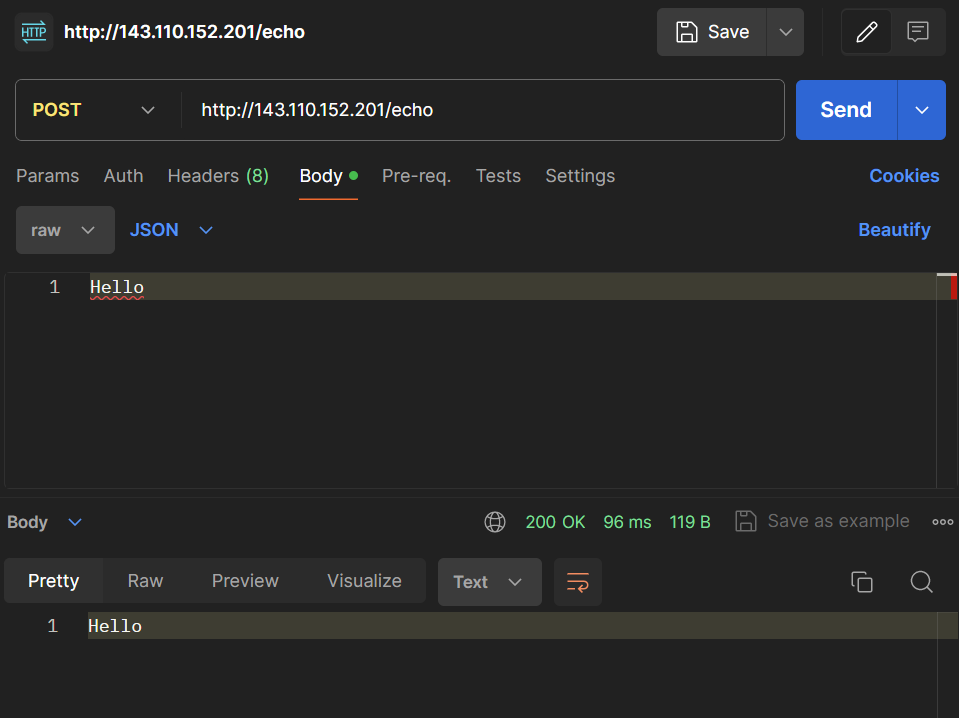 HTTP http://143.110.152.201/echo Save
POST http://143.110.152.201/echo Send
Params Auth Headers (8) Body Pre-req. Tests Settings Cookies
raw JSON Beautify
1 Hello
Body 200 OK 96 ms 119 B Save as example
Pretty Raw Preview Visualize Text
1 Hello